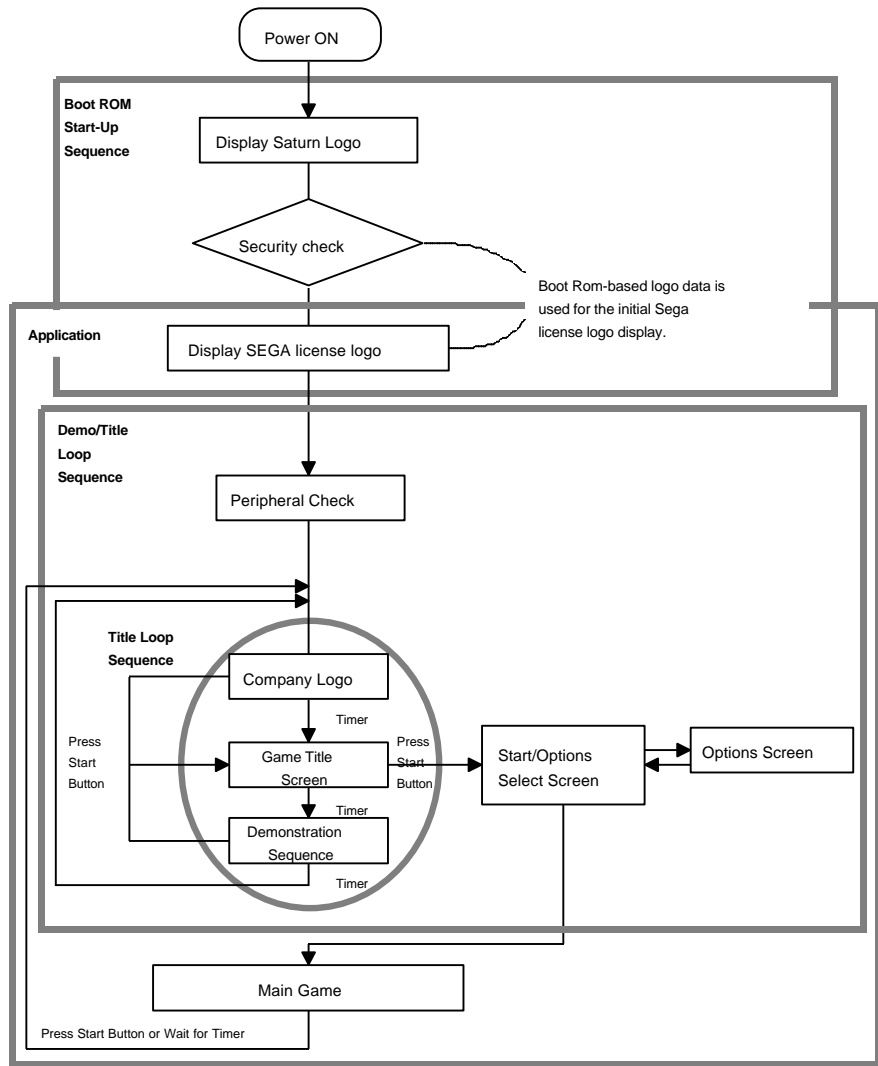 Power ON
Boot ROM
Start-Up
Sequence
Display Saturn Logo
Security check
Boot Rom-based logo data is
used for the initial Sega
license logo display.
Application
Display SEGA license logo
Demo/Title
Loop
Sequence
Peripheral Check
Title Loop
Sequence
Company Logo
Timer
Press
Start
Button
Game Title
Screen
Press
Start
Button
Start/Options
Select Screen
Options Screen
Timer
Demonstration
Sequence
Timer
Main Game
Press Start Button or Wait for Timer